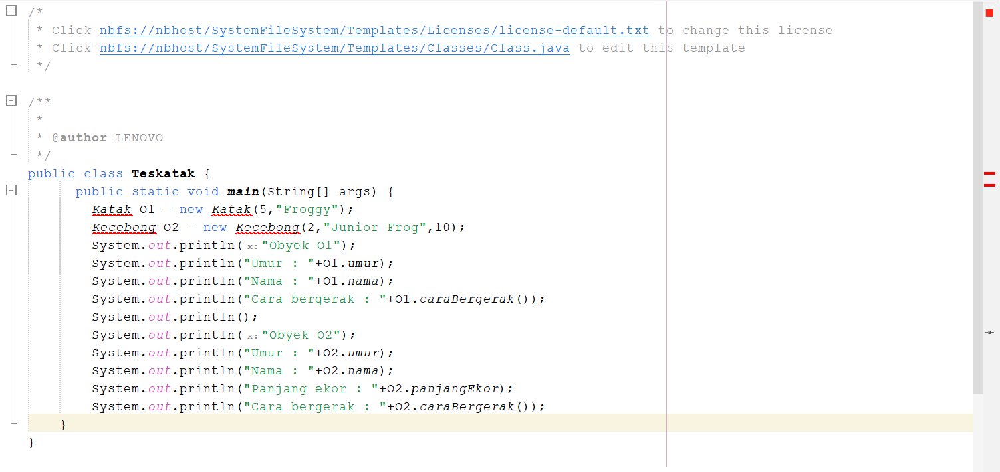 /*
 * Click nbfs://nbhost/SystemFileSystem/Templates/Licenses/license-default.txt to change this license
 * Click nbfs://nbhost/SystemFileSystem/Templates/Classes/Class.java to edit this template
 */
/**
 *
 * @author LENOVO
 */
public class Teskatak {
public static void main(String[] args) {
Katak O1 = new Katak(5,"Froggy");
Kecebong O2 = new Kecebong(2,"Junior Frog",10);
System.out.println( x: "Obyek O1");
System.out.println("Umur : "+O1.umur);
System.out.println("Nama : "+O1.nama);
System.out.println("Cara bergerak : "+O1.caraBergerak());
System.out.println();
System.out.println( x: "Obyek O2");
System.out.println("Umur : "+O2.umur);
System.out.println("Nama : "+O2.nama);
System.out.println("Panjang ekor : "+O2.panjangEkor);
System.out.println("Cara bergerak : "+O2.caraBergerak());
}
}